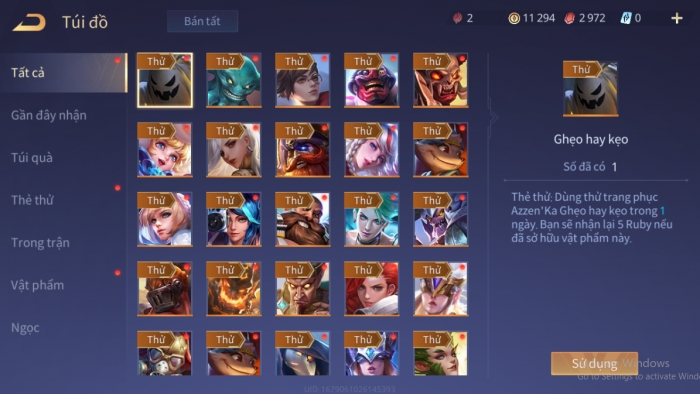 Túi đồ
Bán tất
2
11 294
2 972
0
Tất cả
Gần đây nhận
Túi quà
Thẻ thử
Trong trận
Vật phẩm
Ngọc
Thử Thử Thử Thử Thử
Thử Thử Thử Thử Thử
Thử Thử Thử Thử Thử
Thử Thử Thử Thử Thử
Thử Thử Thử Thử Thử
Thử
Ghẹo hay kẹo
Số đã có 1
Thẻ thử: Dùng thử trang phục
Azzen'Ka Ghẹo hay kẹo trong 1
ngày. Bạn sẽ nhận lại 5 Ruby nếu
đã sở hữu vật phẩm này.
Sử dụng
Windows
Go to Settings to activate Wind